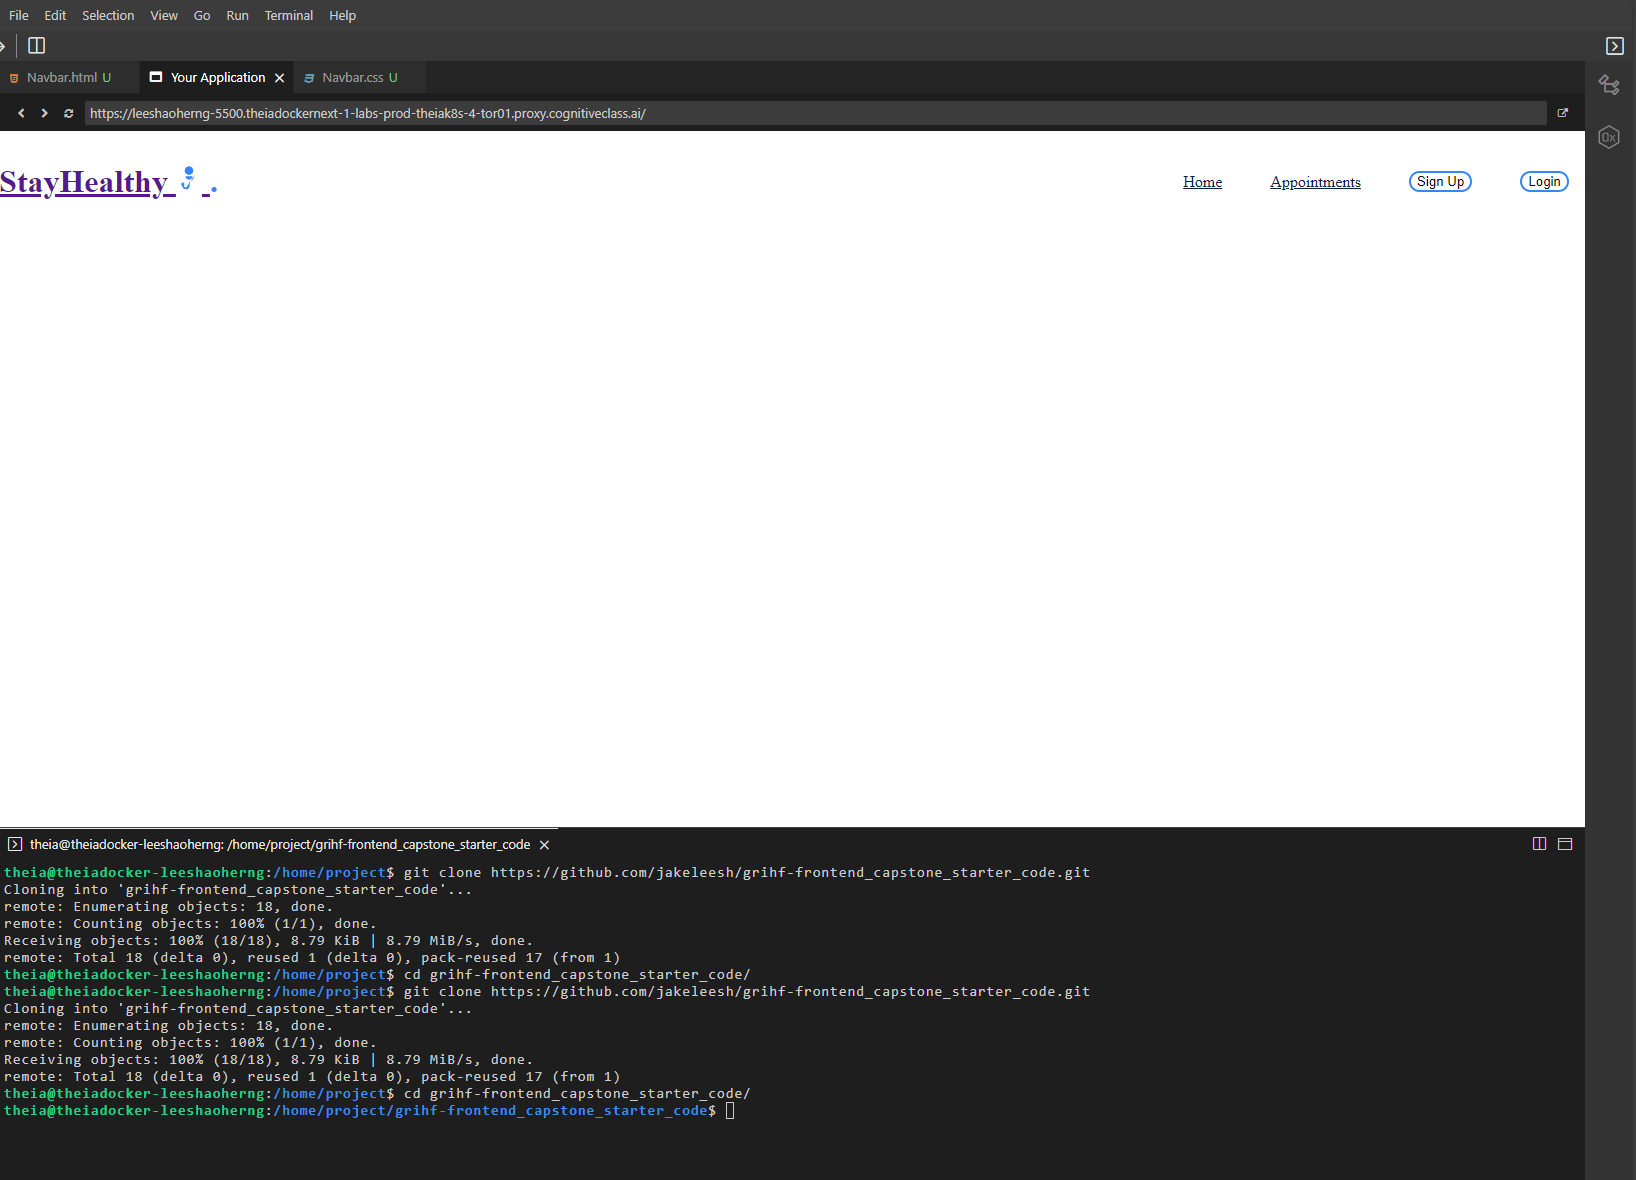 File Edit Selection View Go Run Terminal Help
Navbar.html U Your Application Navbar.css U
https://leeshaoherng-5500.theiadockernext-1-labs-prod-theiak8s-4-tor01.proxy.cognitiveclass.ai/
0x
StayHealthy . Home Appointments Sign Up Login
theia@theiadocker-leeshaoherng: /home/project/grihf-frontend_capstone_starter_code
theia@theiadocker-leeshaoherng:/home/project$ git clone https://github.com/jakeleesh/grihf-frontend_capstone_starter_code.git
Cloning into 'grihf-frontend_capstone_starter_code'...
remote: Enumerating objects: 18, done.
remote: Counting objects: 100% (1/1), done.
Receiving objects: 100% (18/18), 8.79 KiB | 8.79 MiB/s, done.
remote: Total 18 (delta 0), reused 1 (delta 0), pack-reused 17 (from 1)
theia@theiadocker-leeshaoherng:/home/project$ cd grihf-frontend_capstone_starter_code/
theia@theiadocker-leeshaoherng:/home/project$ git clone https://github.com/jakeleesh/grihf-frontend_capstone_starter_code.git
Cloning into 'grihf-frontend_capstone_starter_code'...
remote: Enumerating objects: 18, done.
remote: Counting objects: 100% (1/1), done.
Receiving objects: 100% (18/18), 8.79 KiB | 8.79 MiB/s, done.
remote: Total 18 (delta 0), reused 1 (delta 0), pack-reused 17 (from 1)
theia@theiadocker-leeshaoherng:/home/project$ cd grihf-frontend_capstone_starter_code/
theia@theiadocker-leeshaoherng:/home/project/grihf-frontend_capstone_starter_code$